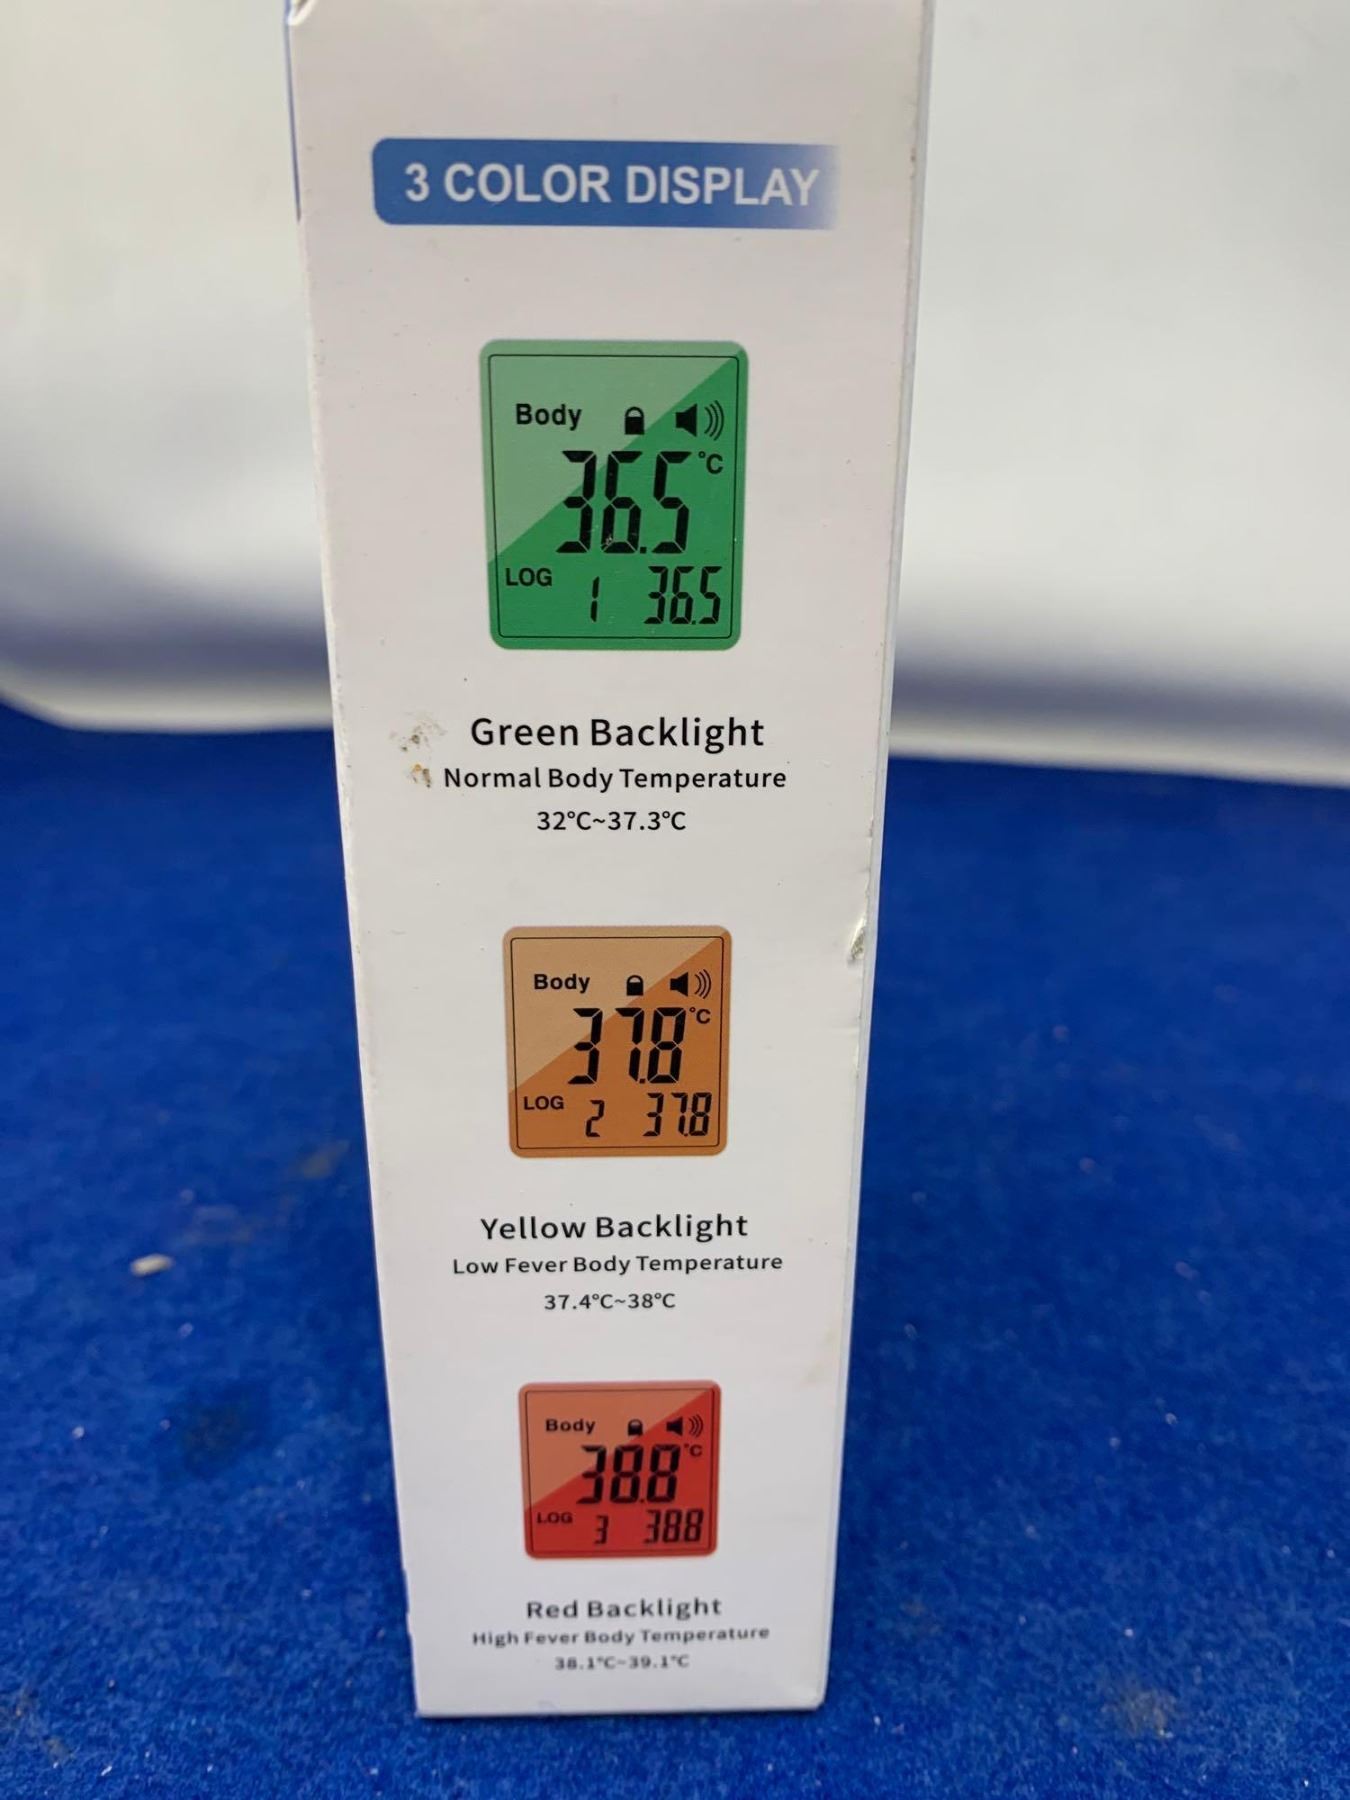 3 COLOR DISPLAY
Body
36.5 °C
LOG 1 36.5
Green Backlight
Normal Body Temperature
32°C~37.3°C
Body
37.8 °C
LOG 2 37.8
Yellow Backlight
Low Fever Body Temperature
37.4°C~38°C
Body
38.8 °C
LOG 3 38.8
Red Backlight
High Fever Body Temperature
38.1°C~39.1°C